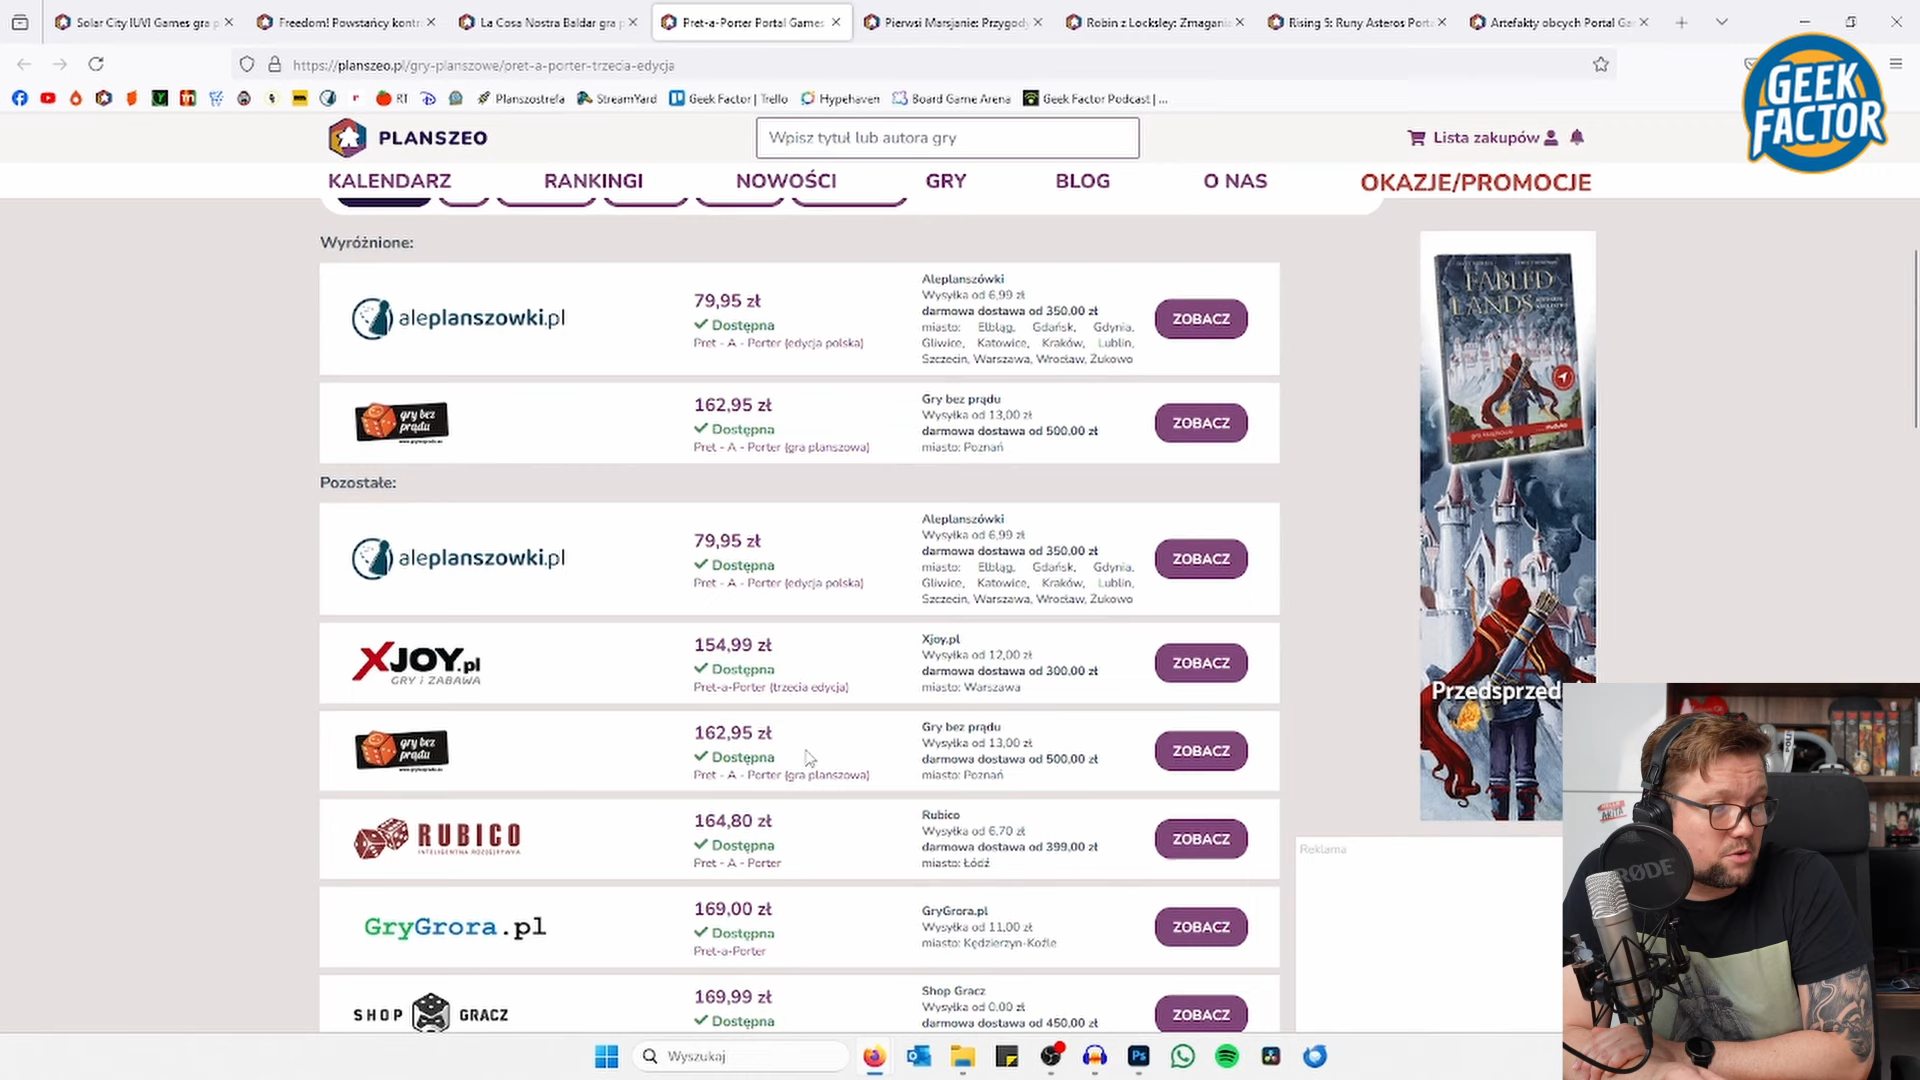 Solar City IUVI Games gra p
Freedom! Powstańcy kontr
La Cosa Nostra Baldar gra p
Pret-a-Porter Portal Games
Pierwsi Marsjanie: Przygody
Robin z Locksley: Zmagania
Rising 5: Runy Asteros Port
Artefakty obcych Portal Ga
https://planszeo.pl/gry-planszowe/pret-a-porter-trzecia-edycja
RT
Planszostrefa
StreamYard
Geek Factor | Trello
Hypehaven
Board Game Arena
Geek Factor Podcast | ...
GEEK
FACTOR
PLANSZEO
Wpisz tytuł lub autora gry
Lista zakupów
KALENDARZ
RANKINGI
NOWOŚCI
GRY
BLOG
O NAS
OKAZJE/PROMOCJE
Wyróżnione:
aleplanszowki.pl
79,95 zł
Dostępna
Pret - A - Porter (edycja polska)
Aleplanszówki
Wysyłka od 6,99 zł
darmowa dostawa od 350.00 zł
miasto: Elbląg, Gdańsk, Gdynia,
Gliwice, Katowice, Kraków, Lublin,
Szczecin, Warszawa, Wrocław, Żukowo
ZOBACZ
gry bez
prądu
162,95 zł
Dostępna
Pret - A - Porter (gra planszowa)
Gry bez prądu
Wysyłka od 13,00 zł
darmowa dostawa od 500.00 zł
miasto: Poznań
ZOBACZ
Pozostałe:
aleplanszowki.pl
79,95 zł
Dostępna
Pret - A - Porter (edycja polska)
Aleplanszówki
Wysyłka od 6,99 zł
darmowa dostawa od 350.00 zł
miasto: Elbląg, Gdańsk, Gdynia,
Gliwice, Katowice, Kraków, Lublin,
Szczecin, Warszawa, Wrocław, Żukowo
ZOBACZ
XJOY.pl
GRY i ZABAWA
154,99 zł
Dostępna
Pret-a-Porter (trzecia edycja)
Xjoy.pl
Wysyłka od 12,00 zł
darmowa dostawa od 300.00 zł
miasto: Warszawa
ZOBACZ
gry bez
prądu
162,95 zł
Dostępna
Pret - A - Porter (gra planszowa)
Gry bez prądu
Wysyłka od 13,00 zł
darmowa dostawa od 500.00 zł
miasto: Poznań
ZOBACZ
RUBICO
INTELIGENTNA ROZ(G)RYWKA
164,80 zł
Dostępna
Pret - A - Porter
Rubico
Wysyłka od 6,70 zł
darmowa dostawa od 399.00 zł
miasto: Łódź
ZOBACZ
GryGrora.pl
169,00 zł
Dostępna
Pret-a-Porter
GryGrora.pl
Wysyłka od 11,00 zł
miasto: Kędzierzyn-Koźle
ZOBACZ
SHOP GRACZ
169,99 zł
Dostępna
Shop Gracz
Wysyłka od 0.00 zł
darmowa dostawa od 450.00 zł
ZOBACZ
FABLED
LANDS
Przedsprzed
Reklama
RØDE
Wyszukaj